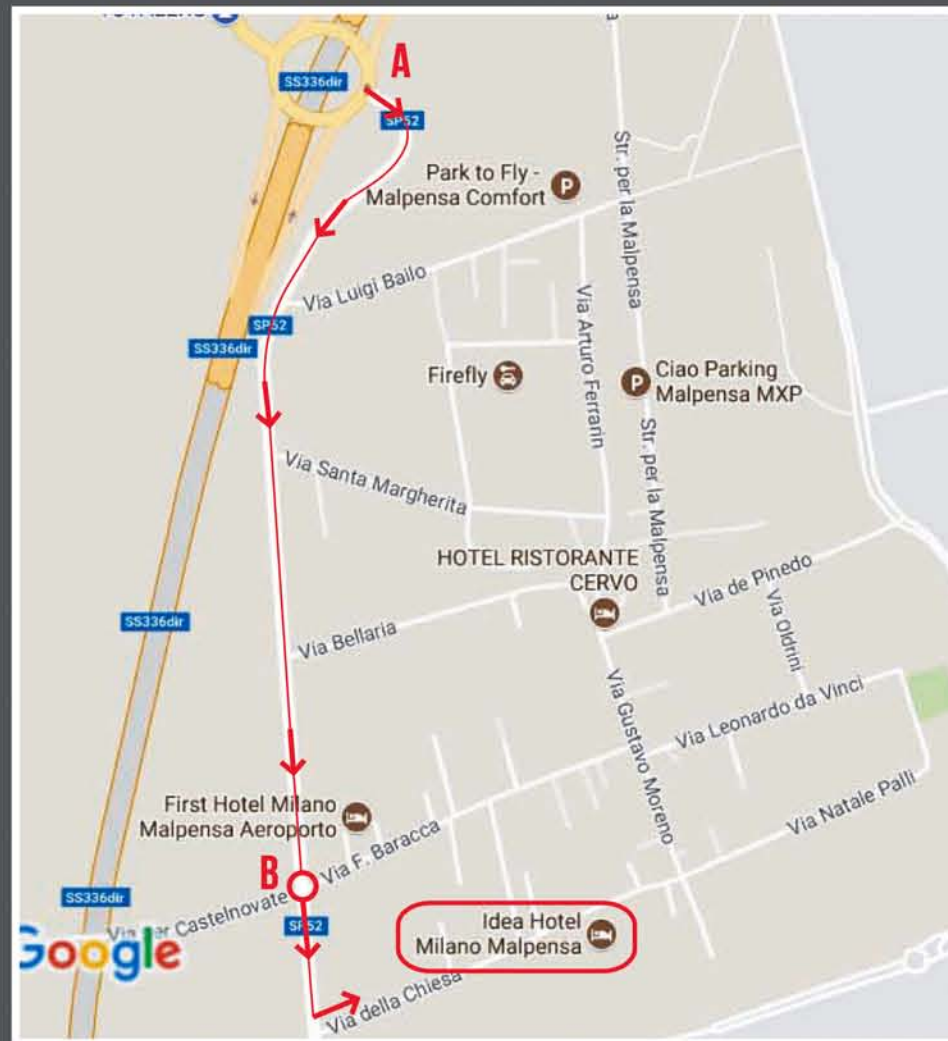 SS336dir
A
SP52
Park to Fly -
Malpensa Comfort
P
Str. per la Malpensa
Via Luigi Bailo
SP52
SS336dir
Via Arturo Ferrarin
Firefly
P
Ciao Parking
Malpensa MXP
Str. per la Malpensa
Via Santa Margherita
HOTEL RISTORANTE
CERVO
Via de Pinedo
Via Oldrini
SS336dir
Via Bellaria
Via Gustavo Moreno
Via Leonardo da Vinci
First Hotel Milano
Malpensa Aeroporto
Via Natale Palli
Via F. Baracca
B
SS336dir
Via per Castelnovate
SP52
Idea Hotel
Milano Malpensa
Google
Via della Chiesa